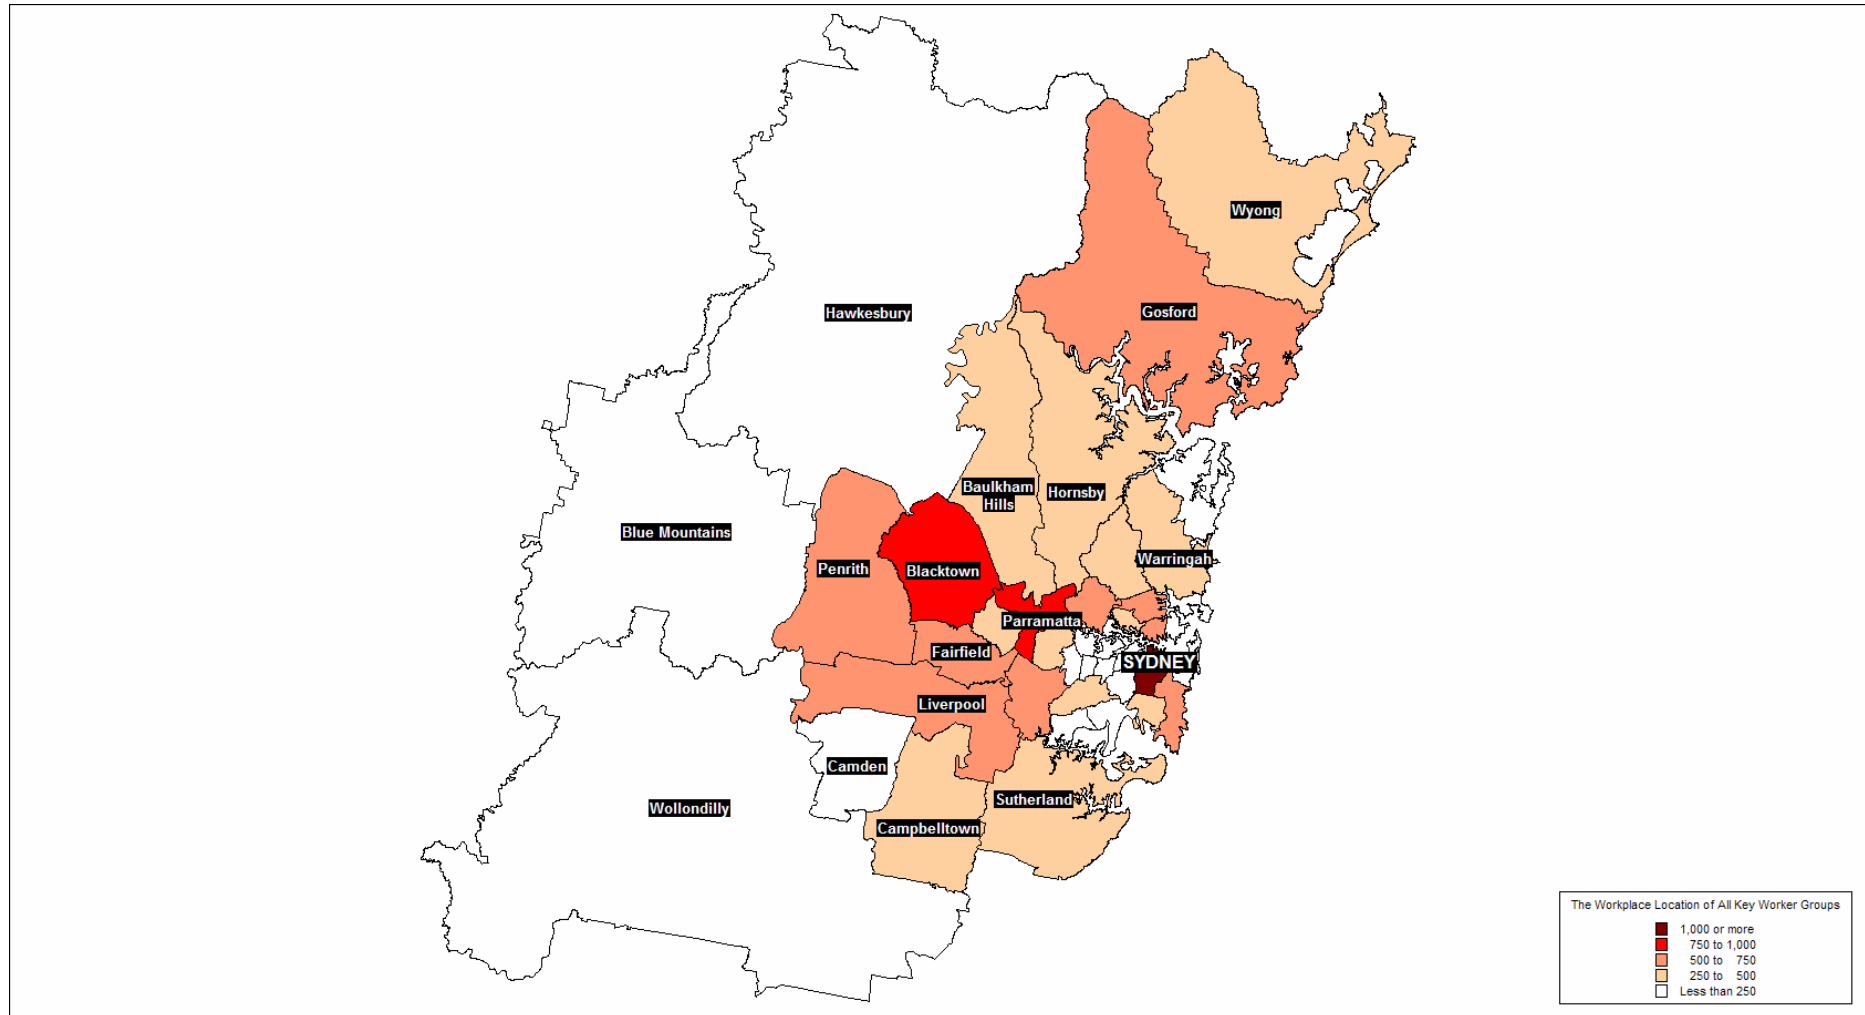 Wyong
Hawkesbury
Gosford
Baulkham
Hills
Hornsby
Blue Mountains
Warringah
Penrith
Blacktown
Parramatta
Fairfield
SYDNEY
Liverpool
Camden
Sutherland
Wollondilly
Campbelltown
The Workplace Location of All Key Worker Groups
1,000 or more
750 to 1,000
500 to 750
250 to 500
Less than 250